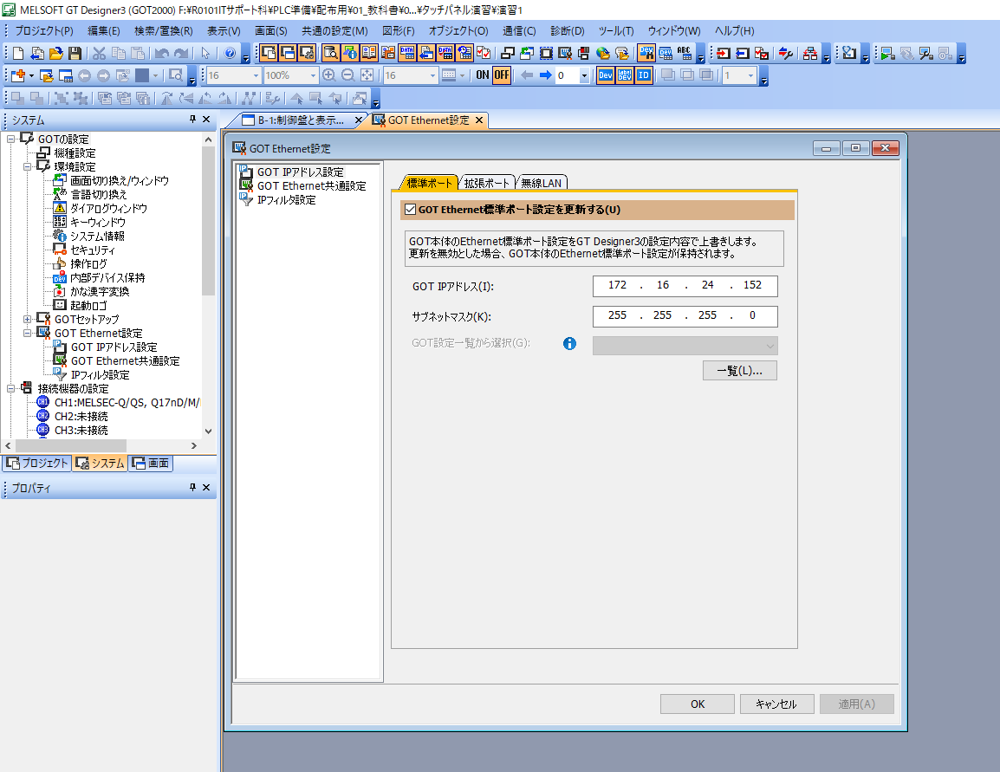 MELSOFT GT Designer3 (GOT2000) F:¥R0101ITサポート科¥PLC準備¥配布用¥01_教科書¥0...¥タッチパネル演習¥演習1
プロジェクト(P) 編集(E) 検索/置換(R) 表示(V) 画面(S) 共通の設定(M) 図形(F) オブジェクト(O) 通信(C) 診断(D) ツール(T) ウィンドウ(W) ヘルプ(H)
16 100% 16 ON OFF 0 Dev ID 1
システム
B-1:制御盤と表示... GOT Ethernet設定
GOTの設定
機種設定
環境設定
画面切り換え/ウィンドウ
言語切り換え
ダイアログウィンドウ
キーウィンドウ
システム情報
セキュリティ
操作ログ
内部デバイス保持
かな漢字変換
起動ロゴ
GOTセットアップ
GOT Ethernet設定
GOT IPアドレス設定
GOT Ethernet共通設定
IPフィルタ設定
接続機器の設定
CH1:MELSEC-Q/QS, Q17nD/M/
CH2:未接続
CH3:未接続
プロジェクト システム 画面
プロパティ
GOT Ethernet設定
GOT IPアドレス設定
GOT Ethernet共通設定
IPフィルタ設定
標準ポート 拡張ポート 無線LAN
GOT Ethernet標準ポート設定を更新する(U)
GOT本体のEthernet標準ポート設定をGT Designer3の設定内容で上書きします。
更新を無効とした場合、GOT本体のEthernet標準ポート設定が保持されます。
GOT IPアドレス(I): 172 . 16 . 24 . 152
サブネットマスク(K): 255 . 255 . 255 . 0
GOT設定一覧から選択(G):
一覧(L)...
OK キャンセル 適用(A)